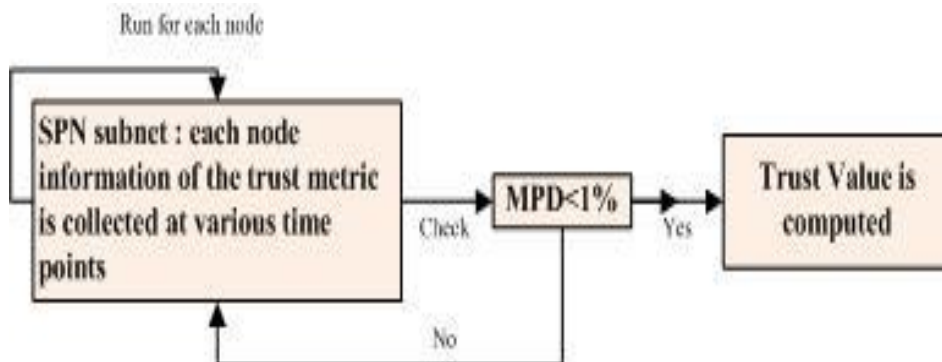 Run for each node
SPN subnet : each node
information of the trust metric
is collected at various time
points
Check
MPD<1%
Yes
Trust Value is
computed
No